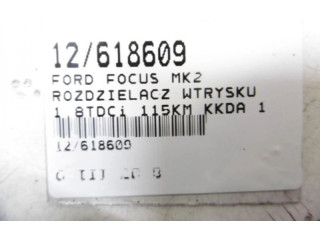 12/618609
FORD FOCUS MK2
ROZDZIELACZ WTRYSKU
1.8TDCi 115KM KKDA 1
12/618609